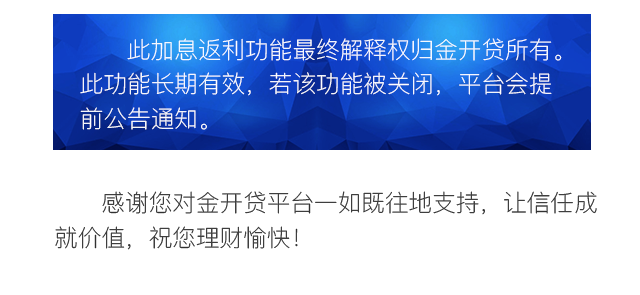 此加息返利功能最终解释权归金开贷所有。
此功能长期有效，若该功能被关闭，平台会提
前公告通知。
感谢您对金开贷平台一如既往地支持，让信任成
就价值，祝您理财愉快！